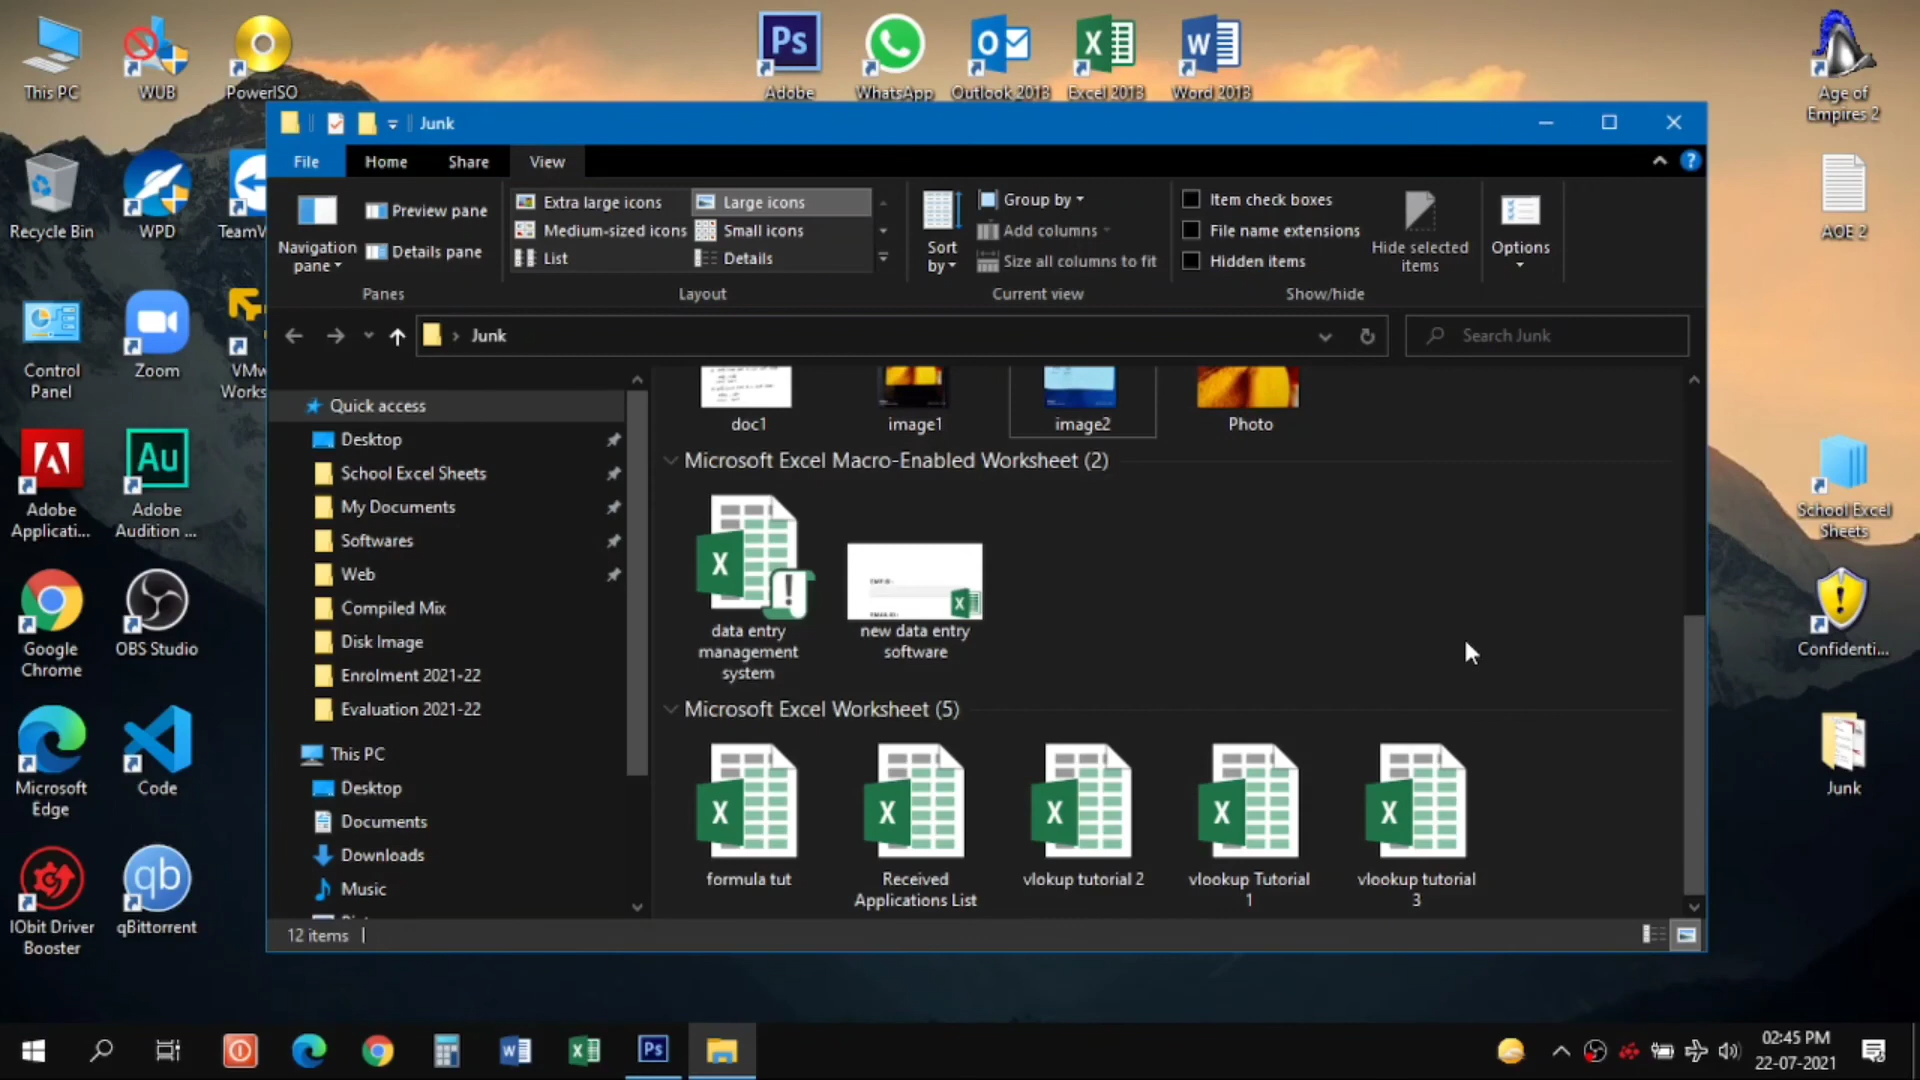 This PC
WUB
PowerISO
Ps
Adobe
WhatsApp
Outlook 2013
Excel 2013
Word 2013
Age of
Empires 2
Junk
File
Home
Share
View
Navigation
pane
Preview pane
Details pane
Panes
Extra large icons
Large icons
Medium-sized icons
Small icons
List
Details
Layout
Sort
by
Group by
Add columns
Size all columns to fit
Current view
Item check boxes
File name extensions
Hidden items
Hide selected
items
Show/hide
Options
Recycle Bin
WPD
TeamV
AOE 2
Junk
Search Junk
Control
Panel
Zoom
VMw
Works
Quick access
Desktop
School Excel Sheets
My Documents
Softwares
Web
Compiled Mix
Disk Image
Enrolment 2021-22
Evaluation 2021-22
This PC
Desktop
Documents
Downloads
Music
doc1
image1
image2
Photo
Microsoft Excel Macro-Enabled Worksheet (2)
data entry
management
system
new data entry
software
Microsoft Excel Worksheet (5)
formula tut
Received
Applications List
vlokup tutorial 2
vlookup Tutorial
1
vlookup tutorial
3
12 items
Adobe
Applicati...
Au
Adobe
Audition ...
School Excel
Sheets
Google
Chrome
OBS Studio
Confidenti...
Microsoft
Edge
Code
Junk
IObit Driver
Booster
qb
qBittorrent
Ps
02:45 PM
22-07-2021